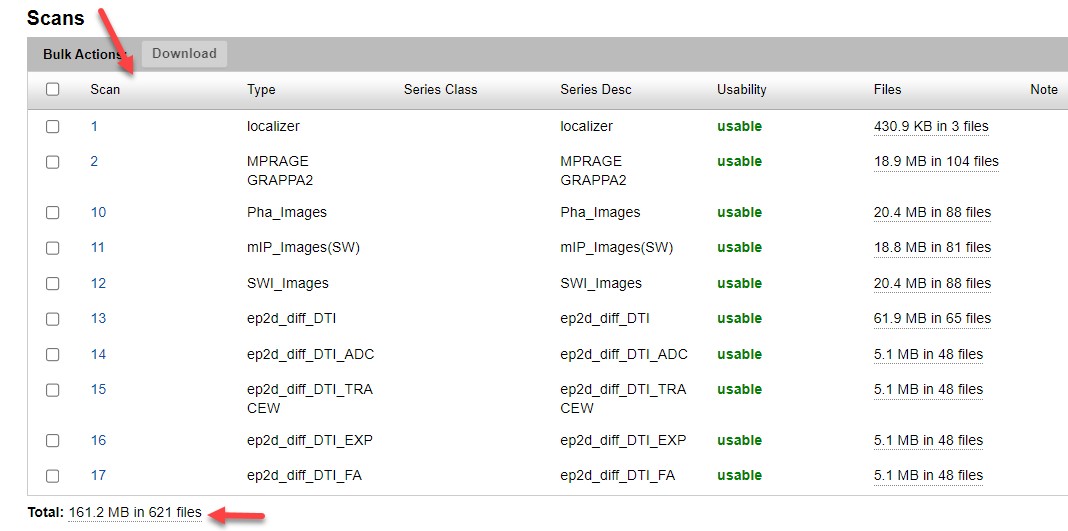 Scans
Bulk Actions: Download
Scan Type Series Class Series Desc Usability Files Note
1 localizer localizer usable 430.9 KB in 3 files
2 MPRAGE MPRAGE usable 18.9 MB in 104 files
GRAPPA2 GRAPPA2
10 Pha_Images Pha_Images usable 20.4 MB in 88 files
11 mIP_Images(SW) mIP_Images(SW) usable 18.8 MB in 81 files
12 SWI_Images SWI_Images usable 20.4 MB in 88 files
13 ep2d_diff_DTI ep2d_diff_DTI usable 61.9 MB in 65 files
14 ep2d_diff_DTI_ADC ep2d_diff_DTI_ADC usable 5.1 MB in 48 files
15 ep2d_diff_DTI_TRA ep2d_diff_DTI_TRA usable 5.1 MB in 48 files
CEW CEW
16 ep2d_diff_DTI_EXP ep2d_diff_DTI_EXP usable 5.1 MB in 48 files
17 ep2d_diff_DTI_FA ep2d_diff_DTI_FA usable 5.1 MB in 48 files
Total: 161.2 MB in 621 files